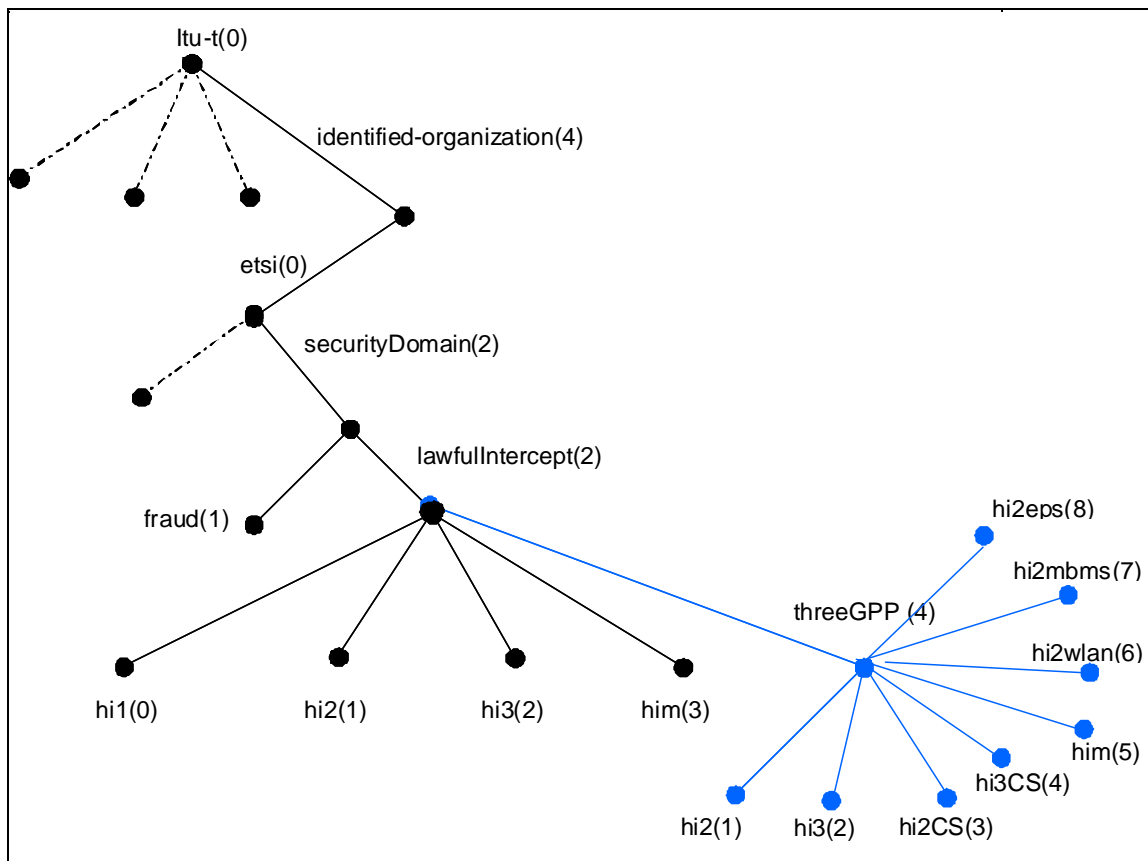 Itu-t(0)
identified-organization(4)
etsi(0)
securityDomain(2)
lawfulIntercept(2)
fraud(1)
hi2eps(8)
hi2mbms(7)
threeGPP (4)
hi2wlan(6)
hi1(0)
hi2(1)
hi3(2)
him(3)
him(5)
hi3CS(4)
hi2(1)
hi3(2)
hi2CS(3)